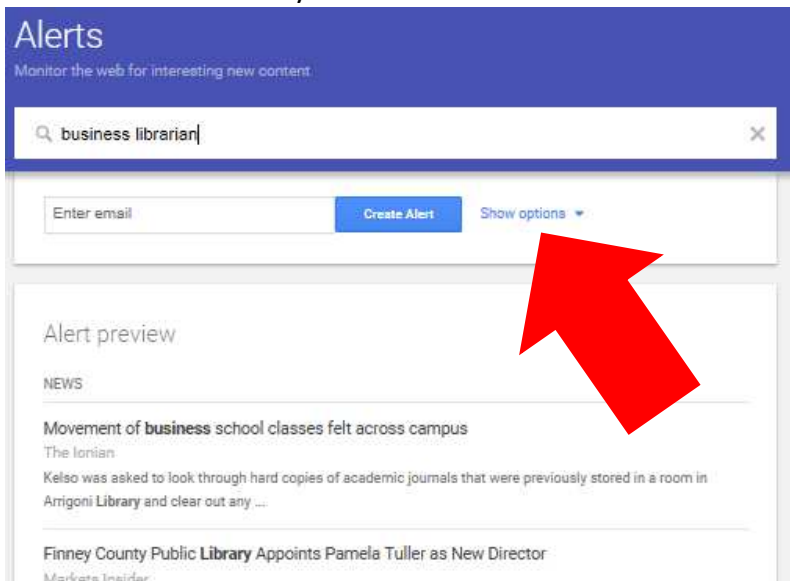 Alerts
Monitor the web for interesting new content
business librarian
Enter email
Create Alert
Show options
Alert preview
NEWS
Movement of business school classes felt across campus
The Ionian
Kelso was asked to look through hard copies of academic journals that were previously stored in a room in
Arrigoni Library and clear out any ...
Finney County Public Library Appoints Pamela Tuller as New Director
Markets Insider